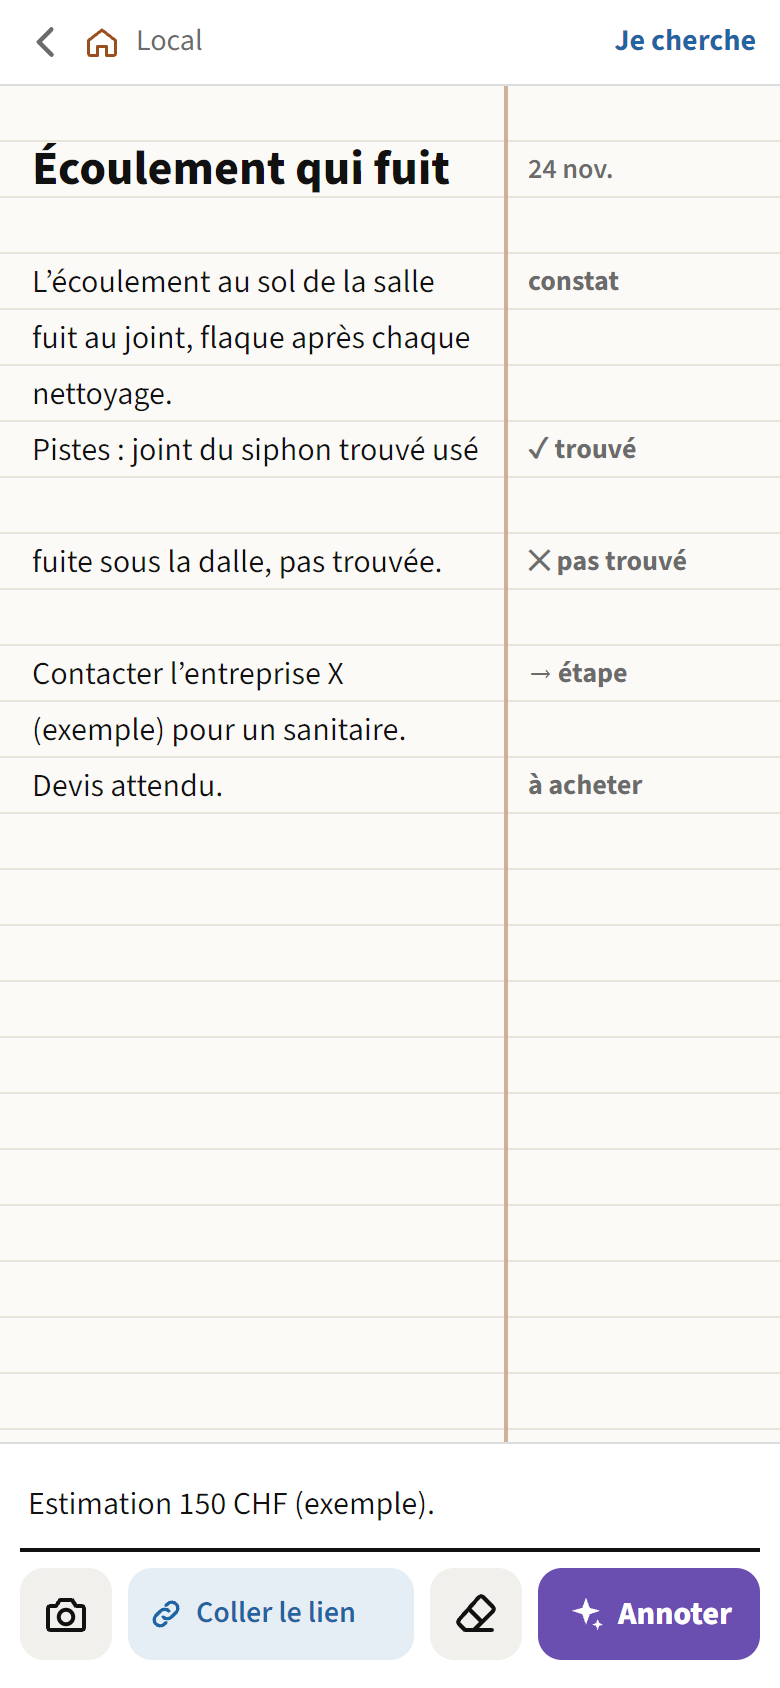 Local
Je cherche
Écoulement qui fuit
24 nov.
L’écoulement au sol de la salle
constat
fuit au joint, flaque après chaque
nettoyage.
Pistes : joint du siphon trouvé usé
✓ trouvé
fuite sous la dalle, pas trouvée.
✕ pas trouvé
Contacter l’entreprise X
→ étape
(exemple) pour un sanitaire.
Devis attendu.
à acheter
Estimation 150 CHF (exemple).
Coller le lien
Annoter